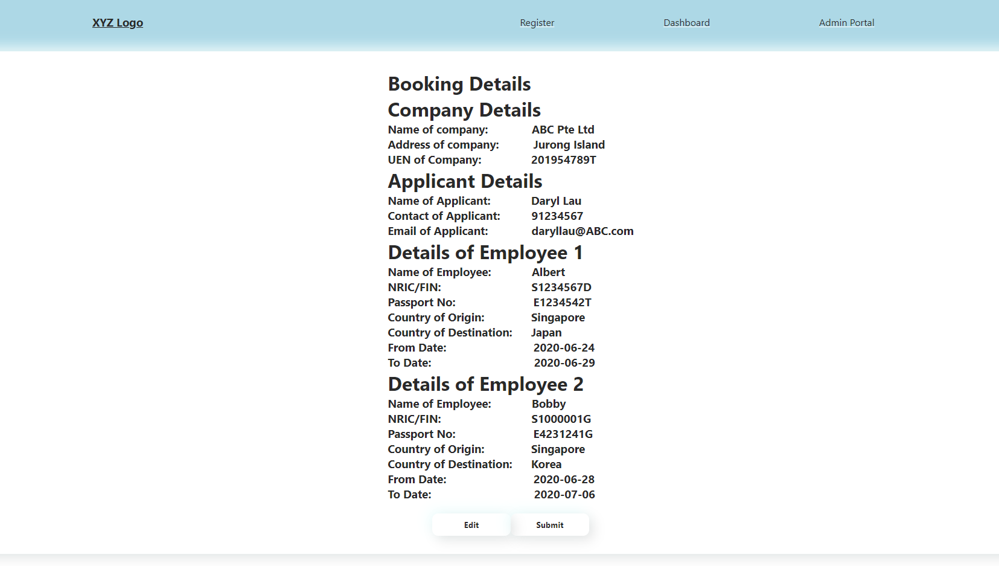 XYZ Logo Register Dashboard Admin Portal
Booking Details
Company Details
Name of company: ABC Pte Ltd
Address of company: Jurong Island
UEN of Company: 201954789T
Applicant Details
Name of Applicant: Daryl Lau
Contact of Applicant: 91234567
Email of Applicant: daryllau@ABC.com
Details of Employee 1
Name of Employee: Albert
NRIC/FIN: S1234567D
Passport No: E1234542T
Country of Origin: Singapore
Country of Destination: Japan
From Date: 2020-06-24
To Date: 2020-06-29
Details of Employee 2
Name of Employee: Bobby
NRIC/FIN: S1000001G
Passport No: E4231241G
Country of Origin: Singapore
Country of Destination: Korea
From Date: 2020-06-28
To Date: 2020-07-06
Edit Submit